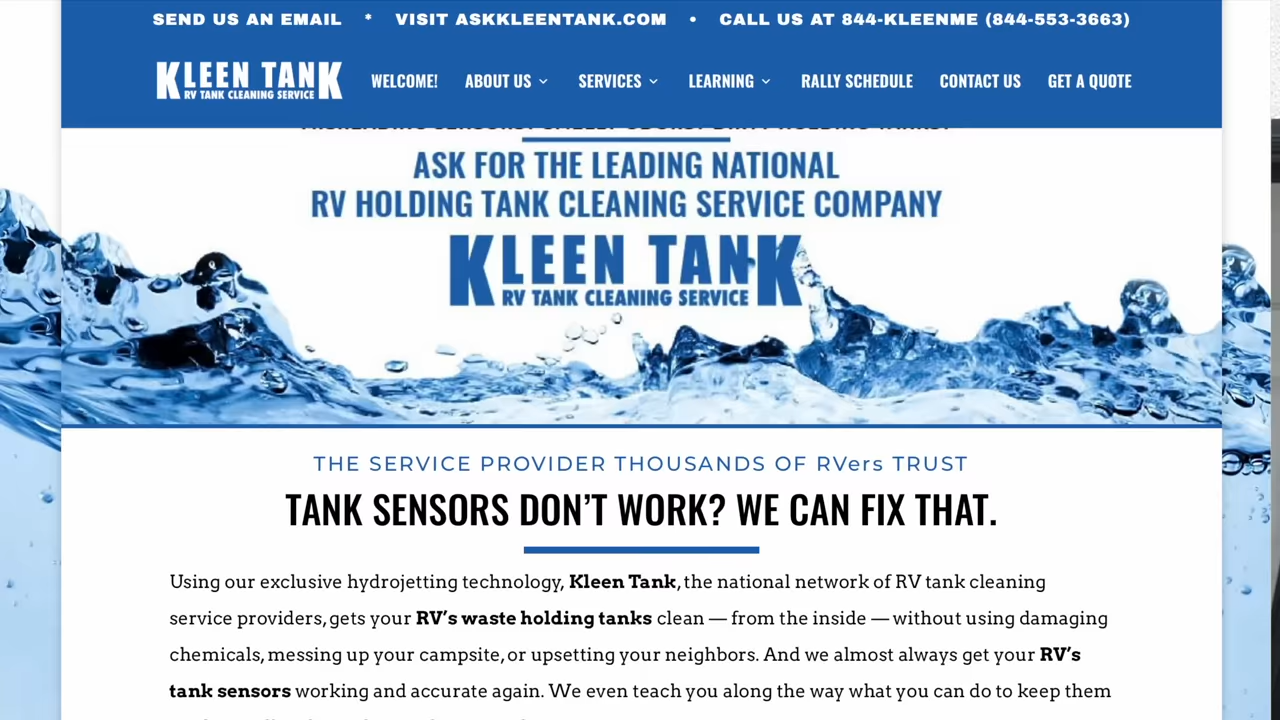 SEND US AN EMAIL * VISIT ASKKLEENTANK.COM • CALL US AT 844-KLEENME (844-553-3663)
KLEEN TANK
RV TANK CLEANING SERVICE
WELCOME! ABOUT US SERVICES LEARNING RALLY SCHEDULE CONTACT US GET A QUOTE
ASK FOR THE LEADING NATIONAL
RV HOLDING TANK CLEANING SERVICE COMPANY
KLEEN TANK
RV TANK CLEANING SERVICE
THE SERVICE PROVIDER THOUSANDS OF RVers TRUST
TANK SENSORS DON’T WORK? WE CAN FIX THAT.
Using our exclusive hydrojetting technology, Kleen Tank, the national network of RV tank cleaning
service providers, gets your RV’s waste holding tanks clean — from the inside — without using damaging
chemicals, messing up your campsite, or upsetting your neighbors. And we almost always get your RV’s
tank sensors working and accurate again. We even teach you along the way what you can do to keep them